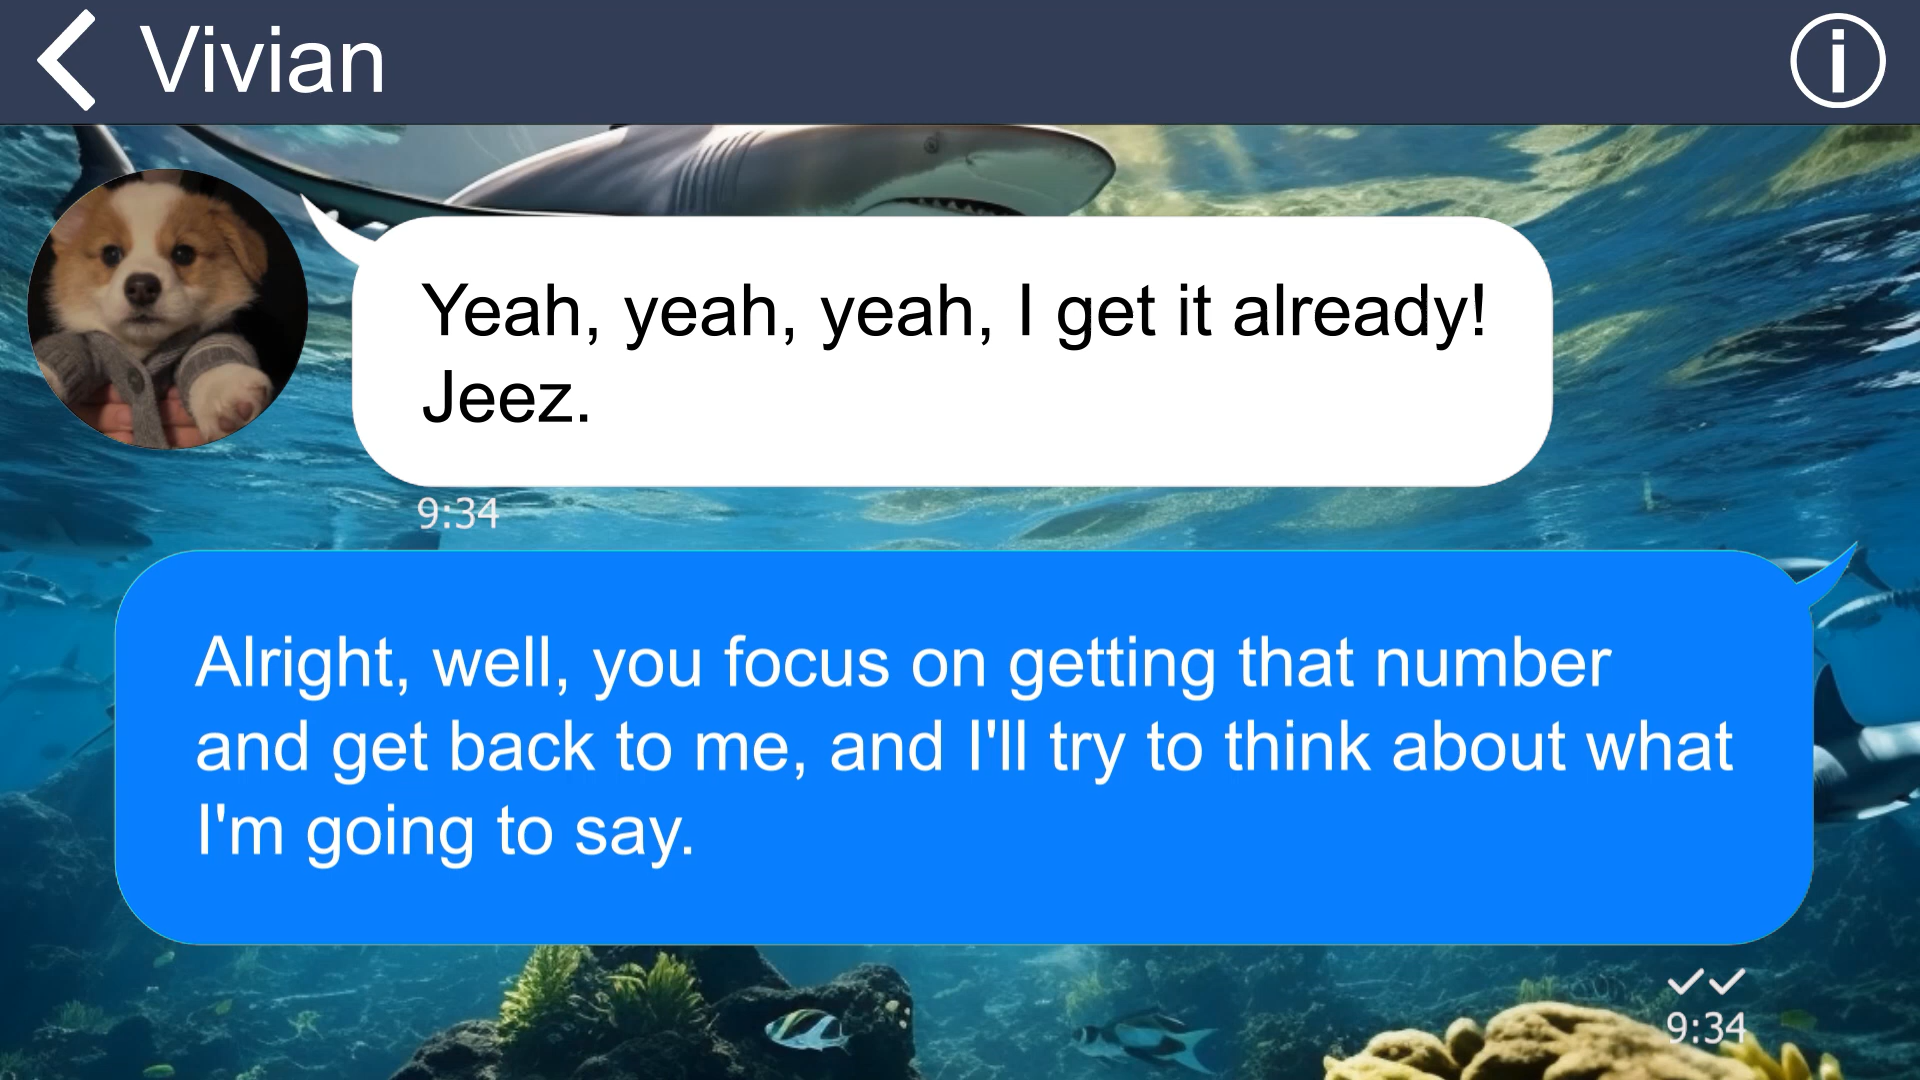 Vivian
Yeah, yeah, yeah, I get it already!
Jeez.
9:34
Alright, well, you focus on getting that number
and get back to me, and I'll try to think about what
I'm going to say.
9:34